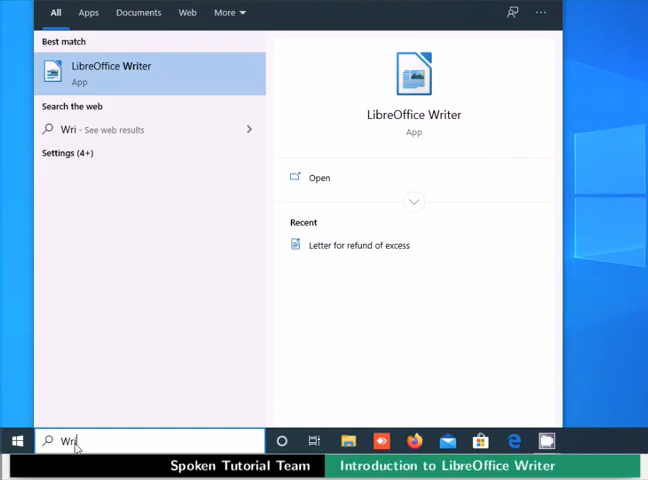 All Apps Documents Web More
Best match
LibreOffice Writer
App
Search the web
Wri - See web results
Settings (4+)
LibreOffice Writer
App
Open
Recent
Letter for refund of excess
Wri
Spoken Tutorial Team Introduction to LibreOffice Writer